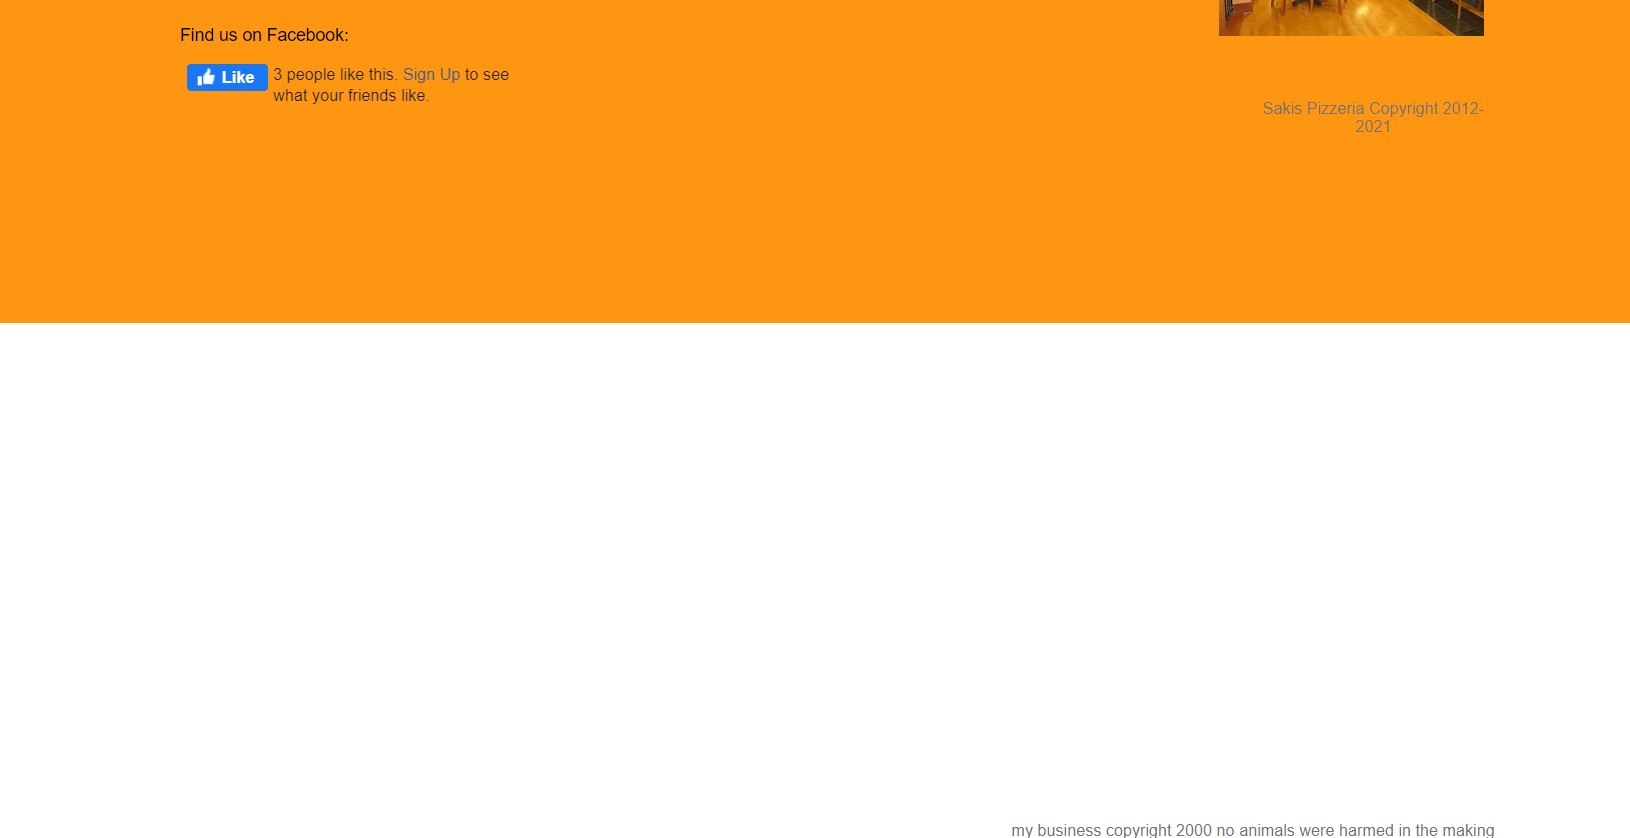 Find us on Facebook:
Like
3 people like this. Sign Up to see
what your friends like.
Sakis Pizzeria Copyright 2012-
2021
my business copyright 2000 no animals were harmed in the making